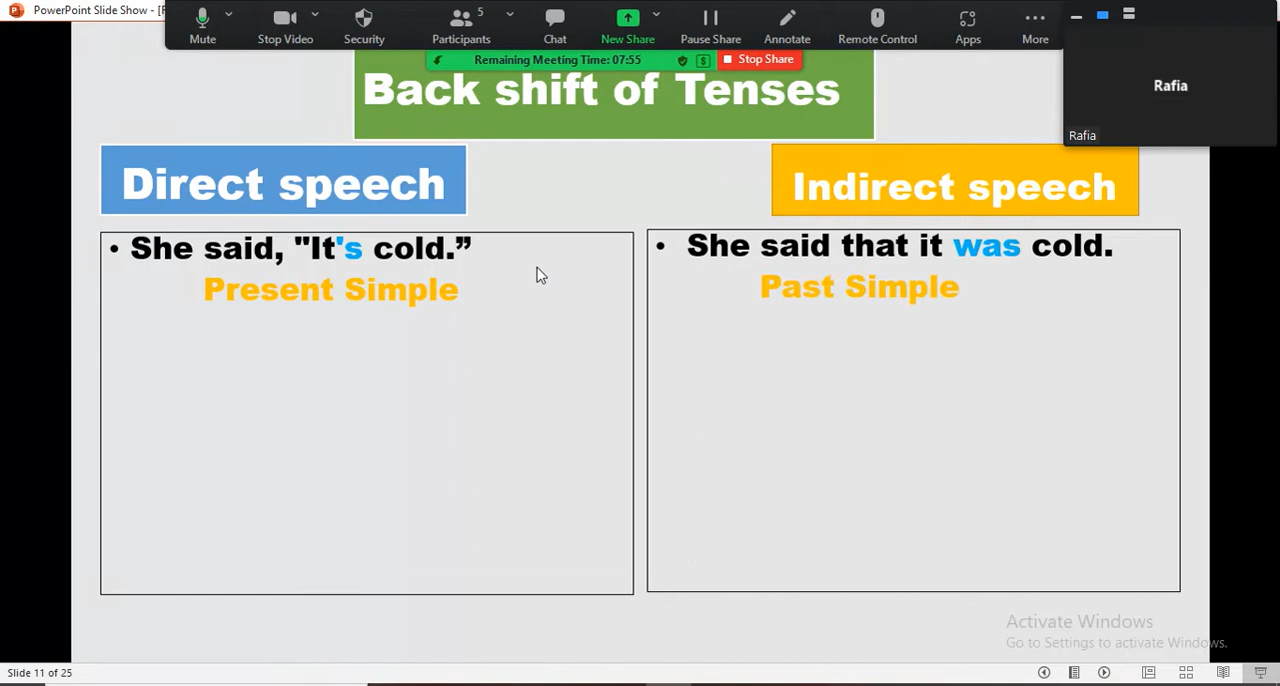 PowerPoint Slide Show - [F
Mute
Stop Video
Security
Participants
5
Chat
New Share
Pause Share
Annotate
Remote Control
Apps
More
Remaining Meeting Time: 07:55
Stop Share
Rafia
Rafia
Back shift of Tenses
Direct speech
Indirect speech
• She said, "It's cold.”
Present Simple
• She said that it was cold.
Past Simple
Activate Windows
Go to Settings to activate Windows.
Slide 11 of 25